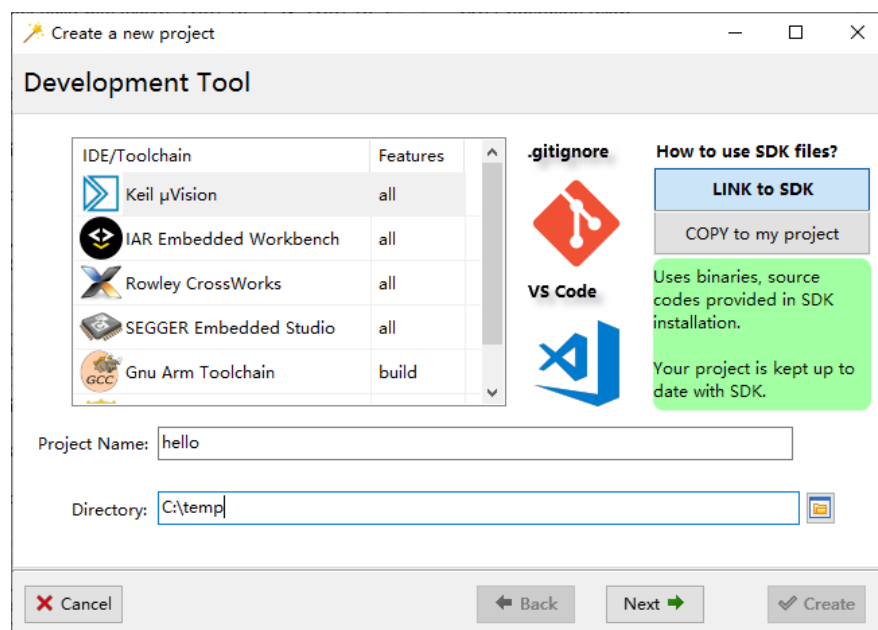 Create a new project
Development Tool
IDE/Toolchain Features
Keil µVision all
IAR Embedded Workbench all
Rowley CrossWorks all
SEGGER Embedded Studio all
GCC Gnu Arm Toolchain build
.gitignore
VS Code
How to use SDK files?
LINK to SDK
COPY to my project
Uses binaries, source
codes provided in SDK
installation.
Your project is kept up to
date with SDK.
Project Name: hello
Directory: C:\temp
Cancel
Back
Next
Create